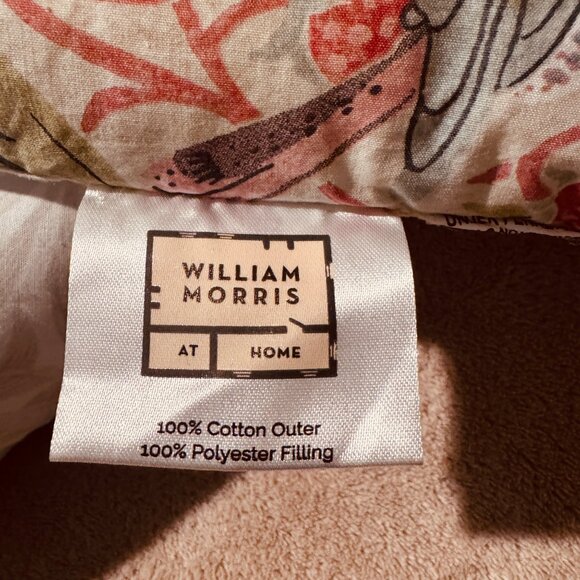 WILLIAM
MORRIS
AT HOME
100% Cotton Outer
100% Polyester Filling